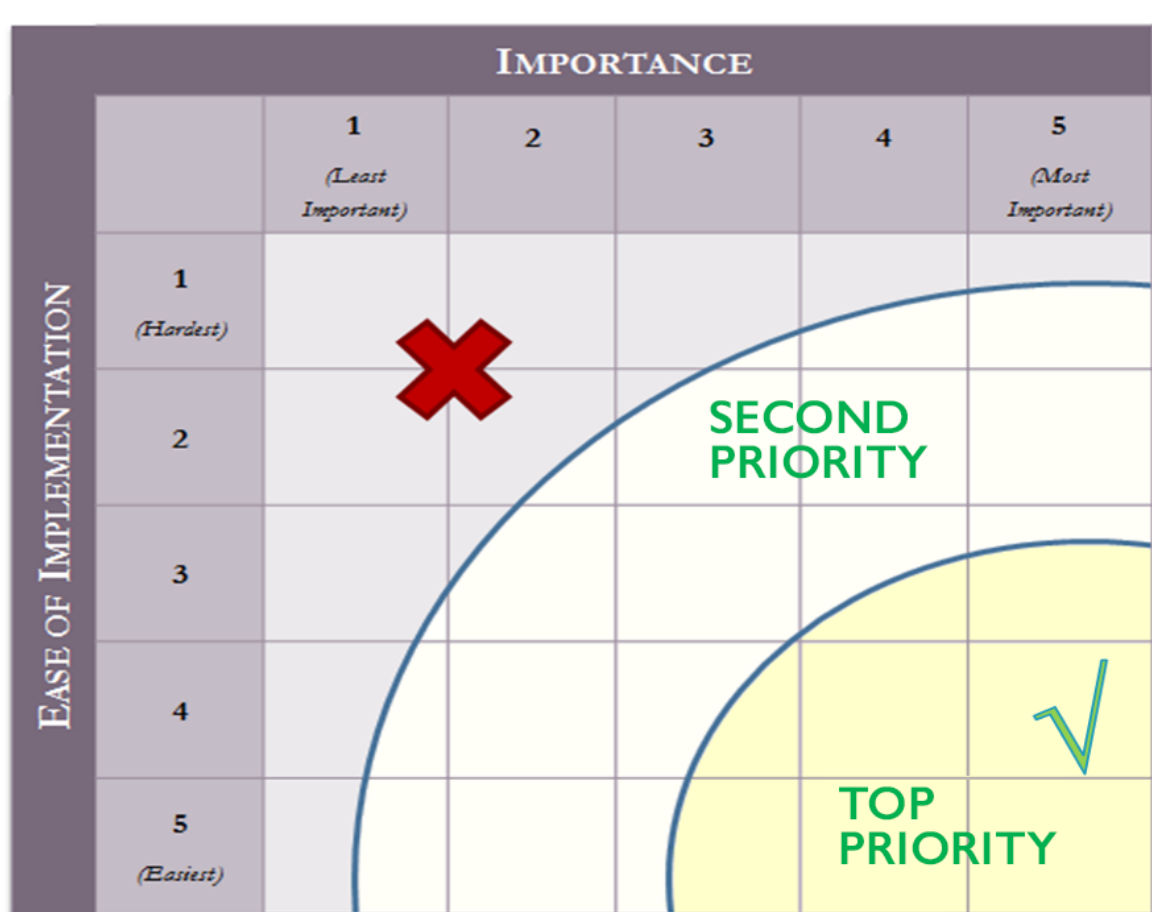 IMPORTANCE
1
(Least
Important)
2
3
4
5
(Most
Important)
EASE OF IMPLEMENTATION
1
(Hardest)
2
3
4
5
(Easiest)
SECOND
PRIORITY
TOP
PRIORITY